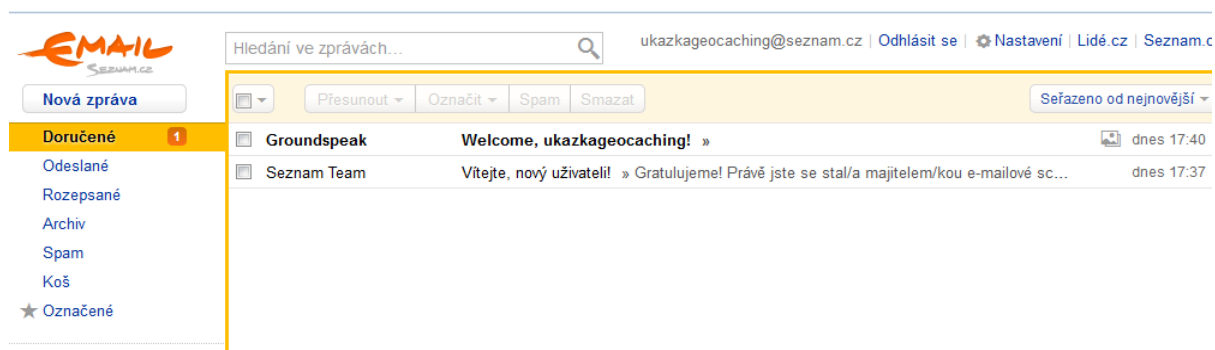 EMAIL
SEZNAM.CZ
Hledání ve zprávách...
ukazkageocaching@seznam.cz | Odhlásit se | Nastavení | Lidé.cz | Seznam.c
Nová zpráva
Přesunout Označit Spam Smazat
Seřazeno od nejnovější
Doručené 1
Groundspeak Welcome, ukazkageocaching! » dnes 17:40
Odeslané
Seznam Team Vítejte, nový uživateli! » Gratulujeme! Právě jste se stal/a majitelem/kou e-mailové sc... dnes 17:37
Rozepsané
Archiv
Spam
Koš
Označené